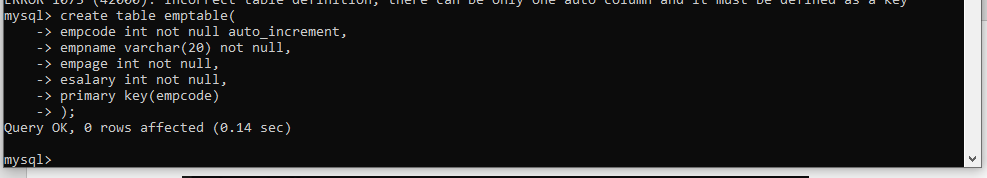 ERROR 1075 (42000): Incorrect table definition; there can be only one auto column and it must be defined as a key
mysql> create table emptable(
    -> empcode int not null auto_increment,
    -> empname varchar(20) not null,
    -> empage int not null,
    -> esalary int not null,
    -> primary key(empcode)
    -> );
Query OK, 0 rows affected (0.14 sec)
mysql>